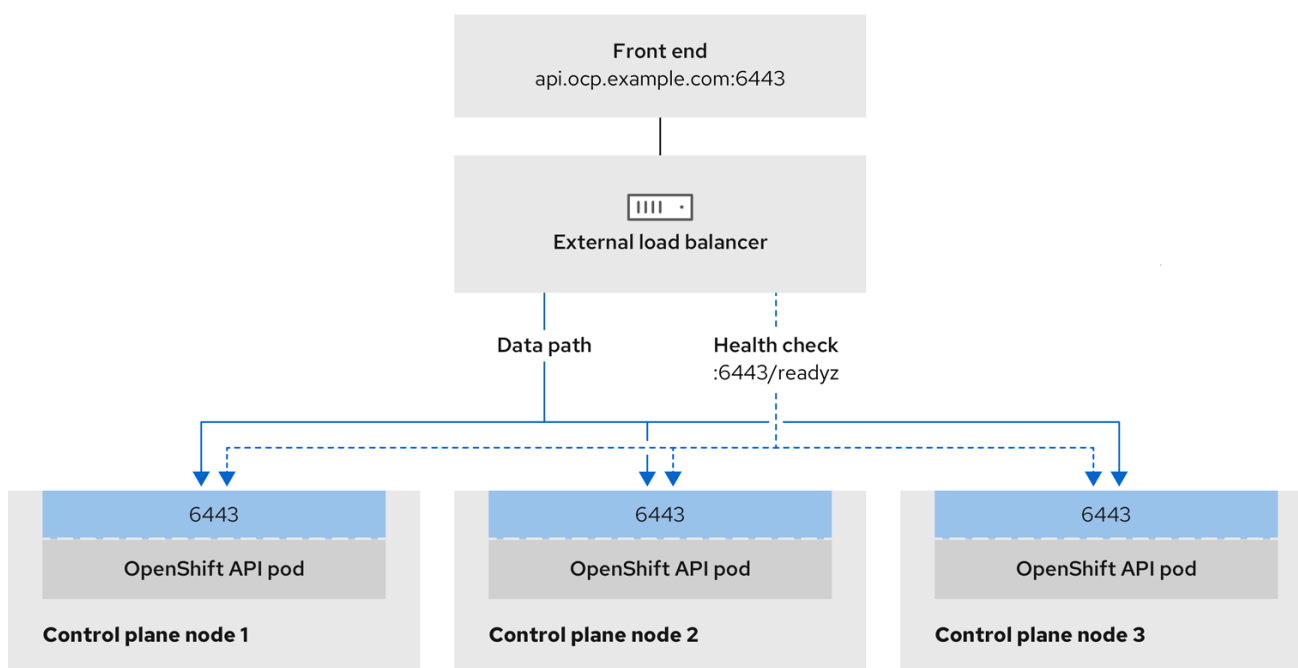 Front end
api.ocp.example.com:6443
External load balancer
Data path
Health check
:6443/readyz
6443
6443
6443
OpenShift API pod
OpenShift API pod
OpenShift API pod
Control plane node 1
Control plane node 2
Control plane node 3